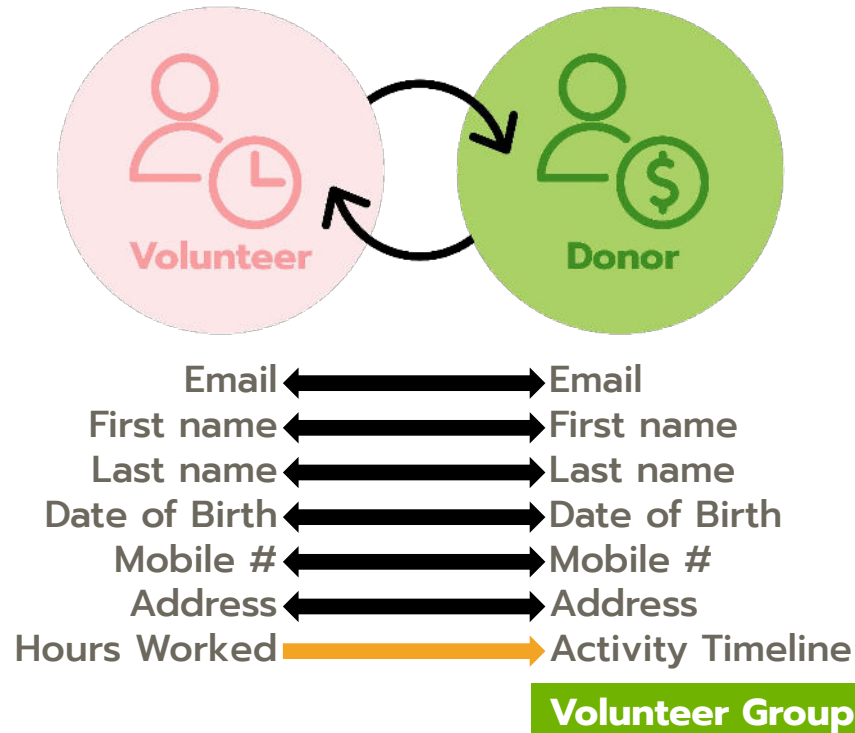 Volunteer
Donor
Email Email
First name First name
Last name Last name
Date of Birth Date of Birth
Mobile # Mobile #
Address Address
Hours Worked Activity Timeline
Volunteer Group